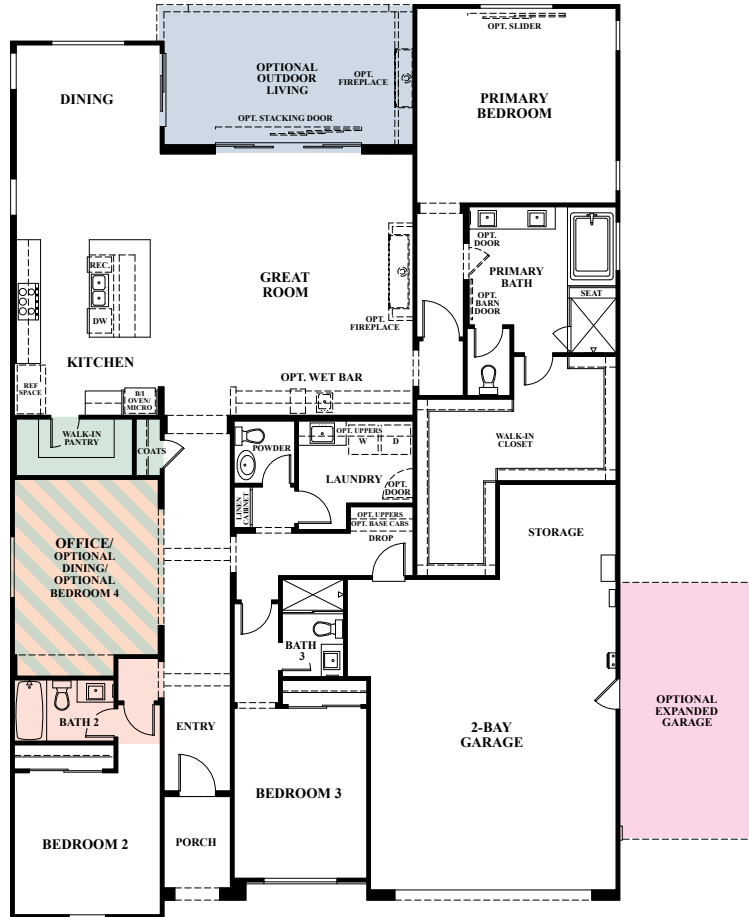 OPT. SLIDER
OPTIONAL
OUTDOOR
LIVING
OPT.
FIREPLACE
DINING
PRIMARY
BEDROOM
OPT. STACKING DOOR
OPT.
DOOR
PRIMARY
BATH
REC.
GREAT
ROOM
SEAT
OPT.
BARN
DOOR
DW
OPT.
FIREPLACE
KITCHEN
OPT. WET BAR
REF
SPACE
B/I
OVEN/
MICRO
WALK-IN
PANTRY
COATS
POWDER
OPT. UPPERS
W
D
WALK-IN
CLOSET
LAUNDRY
OPT.
DOOR
LINEN
CABINET
OPT. UPPERS
OPT. BASE CABS
DROP
STORAGE
OFFICE/
OPTIONAL
DINING/
OPTIONAL
BEDROOM 4
BATH
3
BATH 2
ENTRY
2-BAY
GARAGE
OPTIONAL
EXPANDED
GARAGE
BEDROOM 3
BEDROOM 2
PORCH